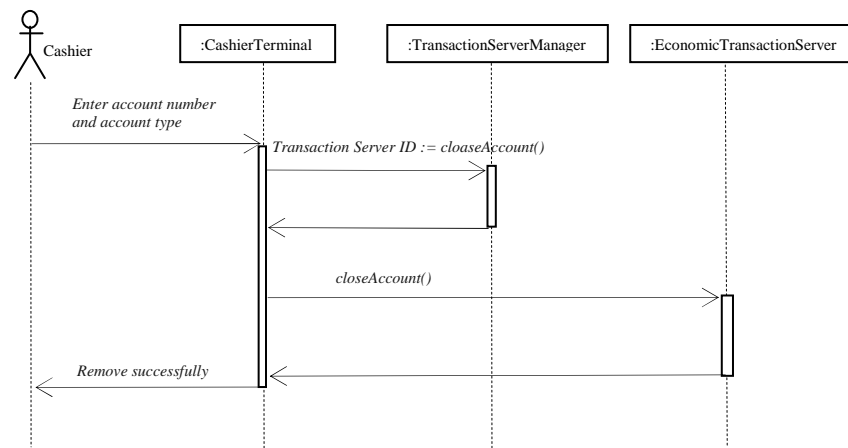 Cashier
:CashierTerminal
:TransactionServerManager
:EconomicTransactionServer
Enter account number
and account type
Transaction Server ID := cloaseAccount()
closeAccount()
Remove successfully